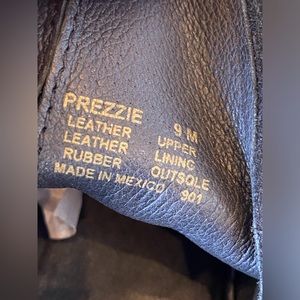 PREZZIE 9 M
LEATHER UPPER
LEATHER LINING
RUBBER OUTSOLE
MADE IN MEXICO 901